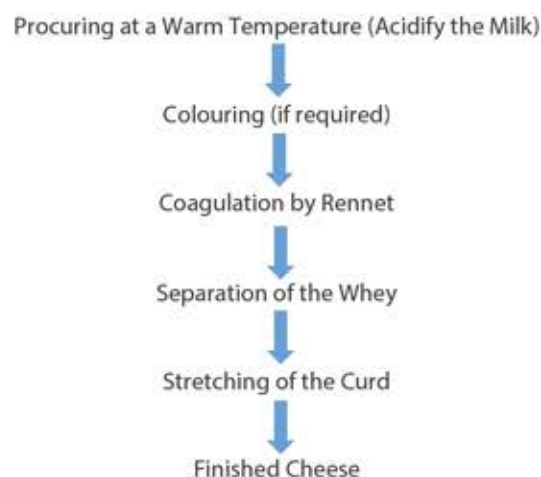 Procuring at a Warm Temperature (Acidify the Milk)
Colouring (if required)
Coagulation by Rennet
Separation of the Whey
Stretching of the Curd
Finished Cheese